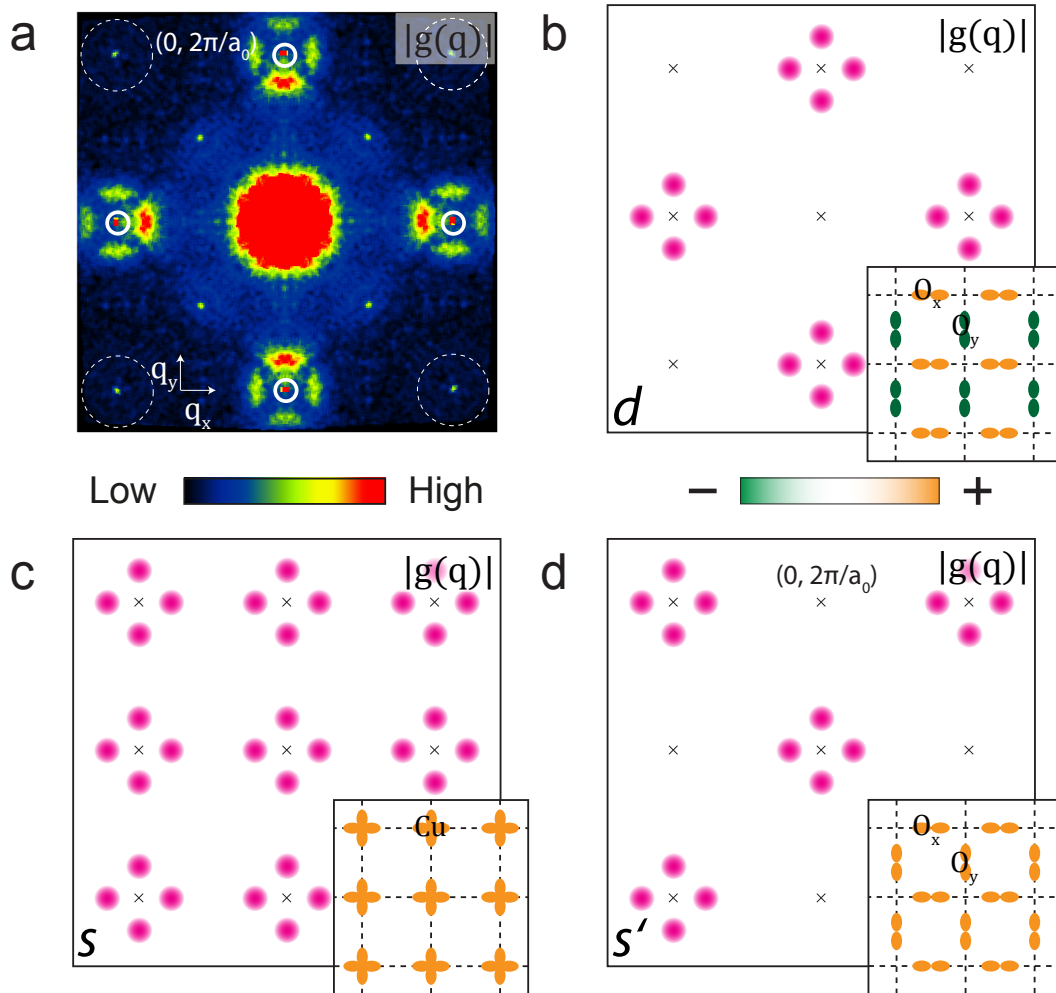 a
(0, 2π/a₀)
|g(q)|
q_y
q_x
Low
High
b
|g(q)|
O_x
O_y
d
−
+
c
|g(q)|
Cu
s
d
(0, 2π/a₀)
|g(q)|
O_x
O_y
s‘